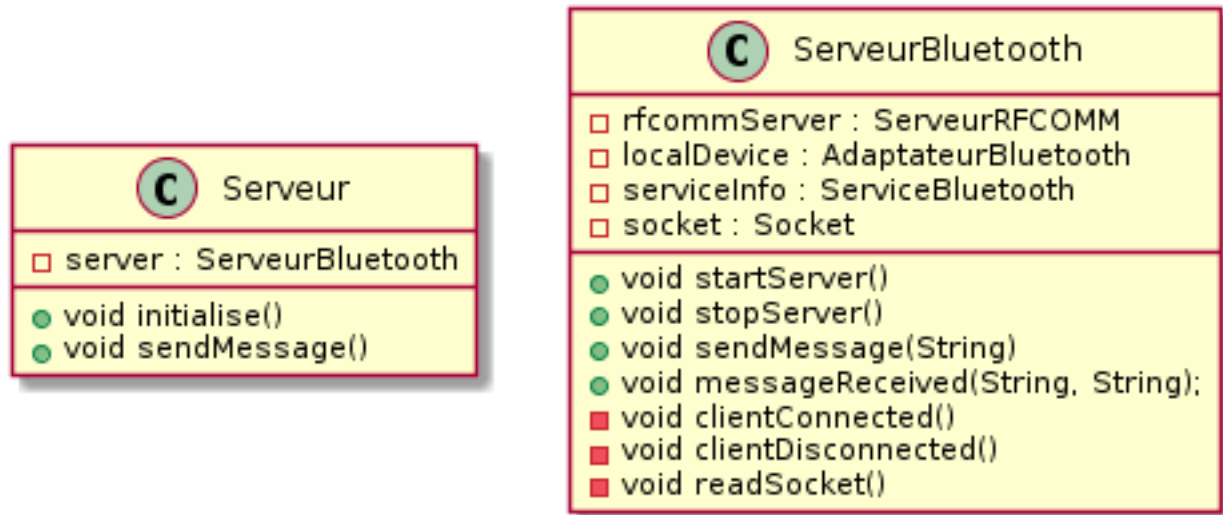 C Serveur
server : ServeurBluetooth
void initialise()
void sendMessage()
C ServeurBluetooth
rfcommServer : ServeurRFCOMM
localDevice : AdaptateurBluetooth
serviceInfo : ServiceBluetooth
socket : Socket
void startServer()
void stopServer()
void sendMessage(String)
void messageReceived(String, String);
void clientConnected()
void clientDisconnected()
void readSocket()